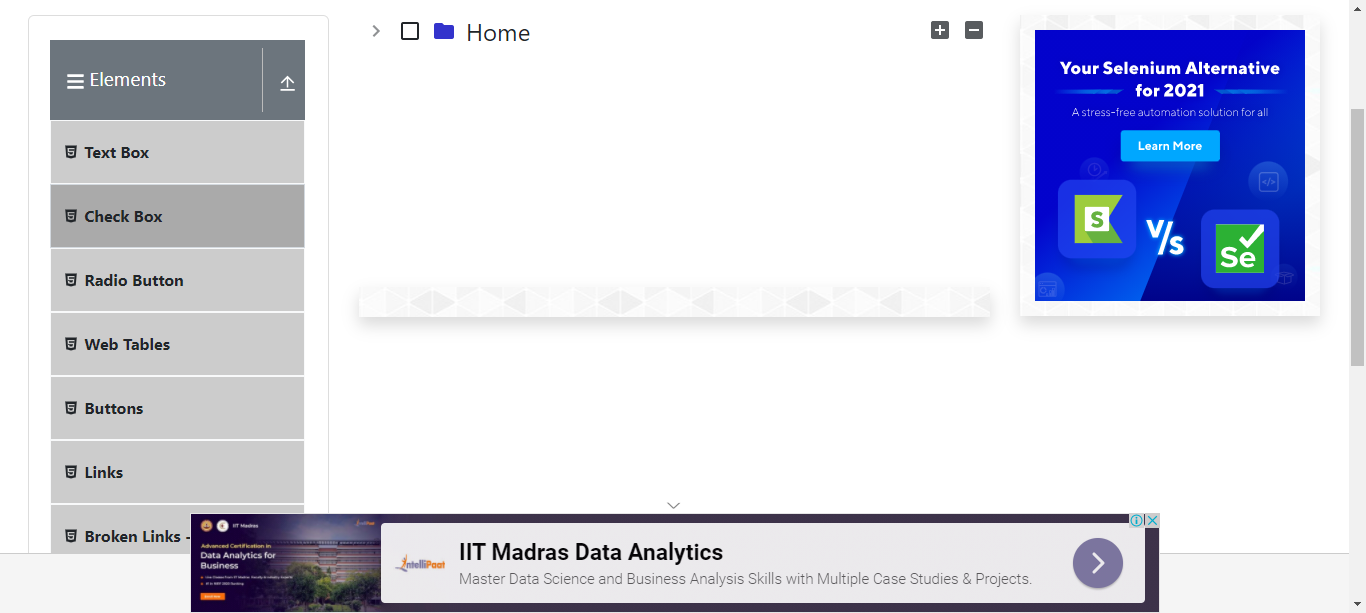 Elements
Text Box
Check Box
Radio Button
Web Tables
Buttons
Links
Broken Links -
Home
Your Selenium Alternative
for 2021
A stress-free automation solution for all
Learn More
S
V/S
Se
IIT Madras
IntelliPaat
Advanced Certification In
Data Analytics for
Business
IntelliPaat
IIT Madras Data Analytics
Master Data Science and Business Analysis Skills with Multiple Case Studies & Projects.